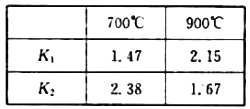 700℃ 900℃
K₁ 1.47 2.15
K₂ 2.38 1.67